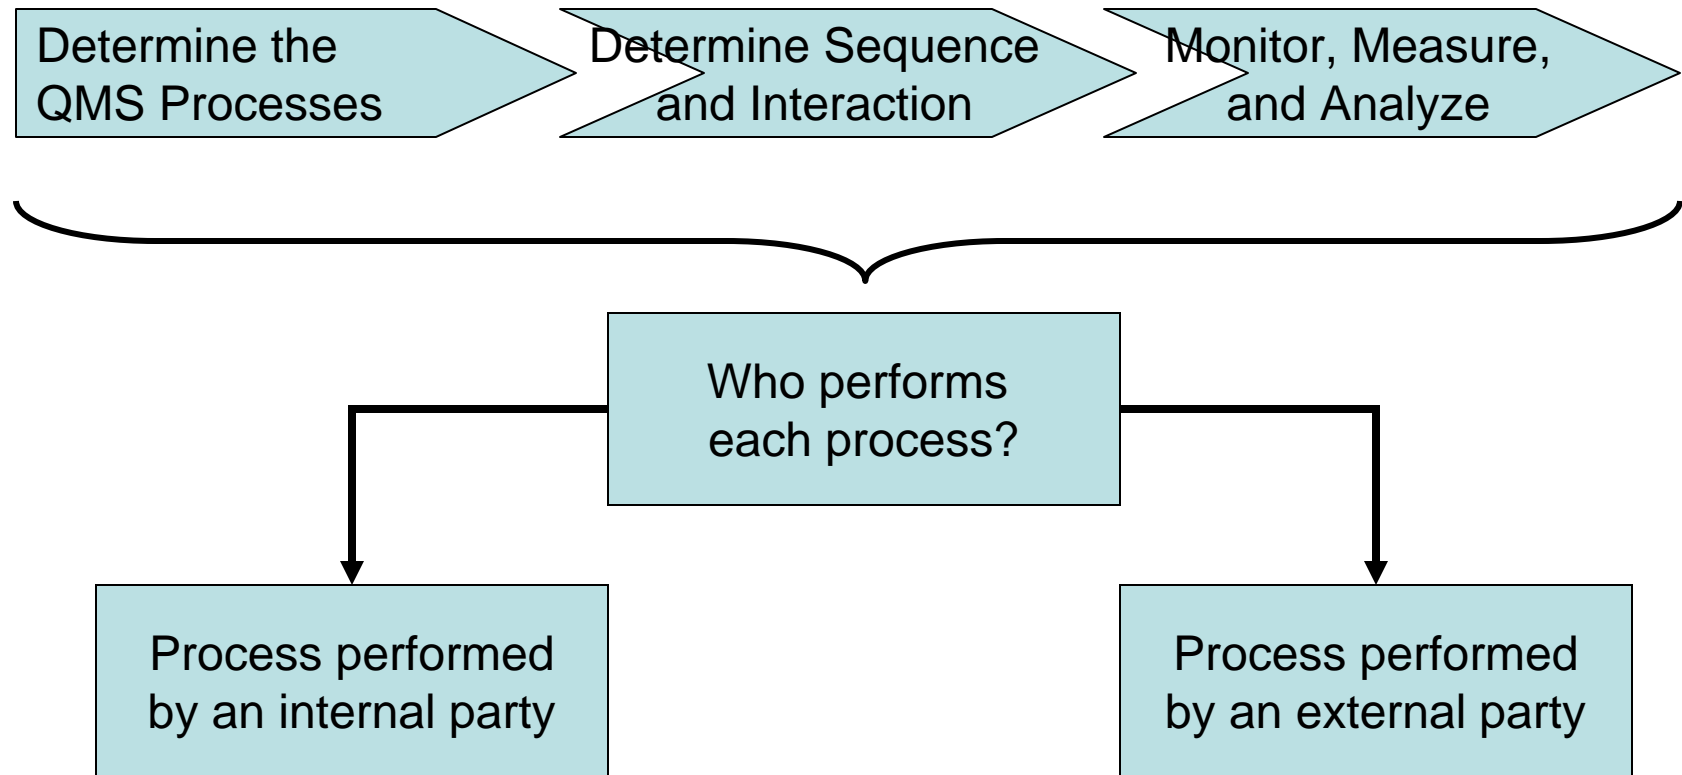 Determine the
QMS Processes
Determine Sequence
and Interaction
Monitor, Measure,
and Analyze
Who performs
each process?
Process performed
by an internal party
Process performed
by an external party